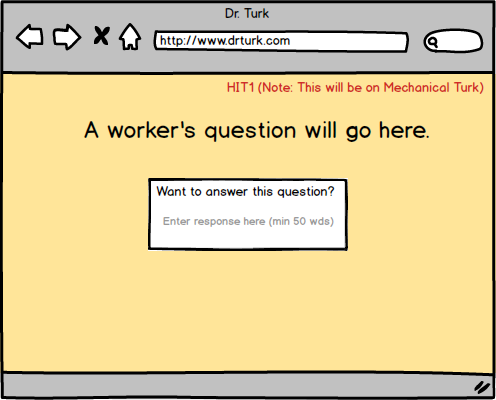 Dr. Turk
http://www.drturk.com
HIT1 (Note: This will be on Mechanical Turk)
A worker's question will go here.
Want to answer this question?
Enter response here (min 50 wds)